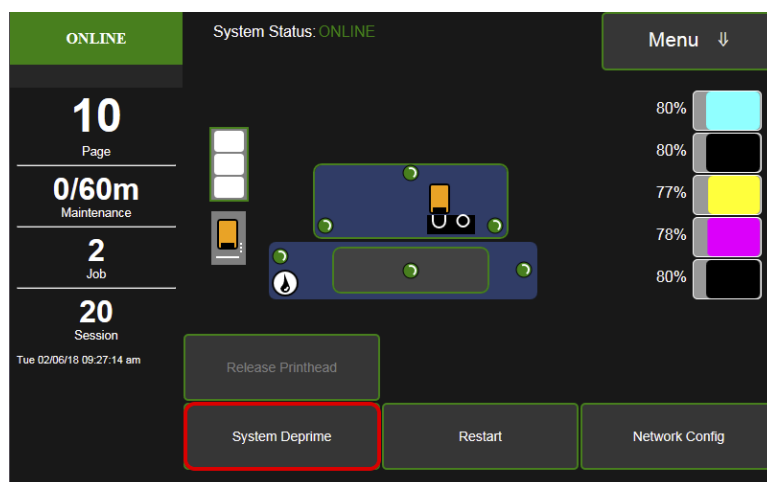 ONLINE
System Status: ONLINE
Menu ⇓
10
Page
0/60m
Maintenance
2
Job
20
Session
Tue 02/06/18 09:27:14 am
80%
80%
77%
78%
80%
Release Printhead
System Deprime
Restart
Network Config